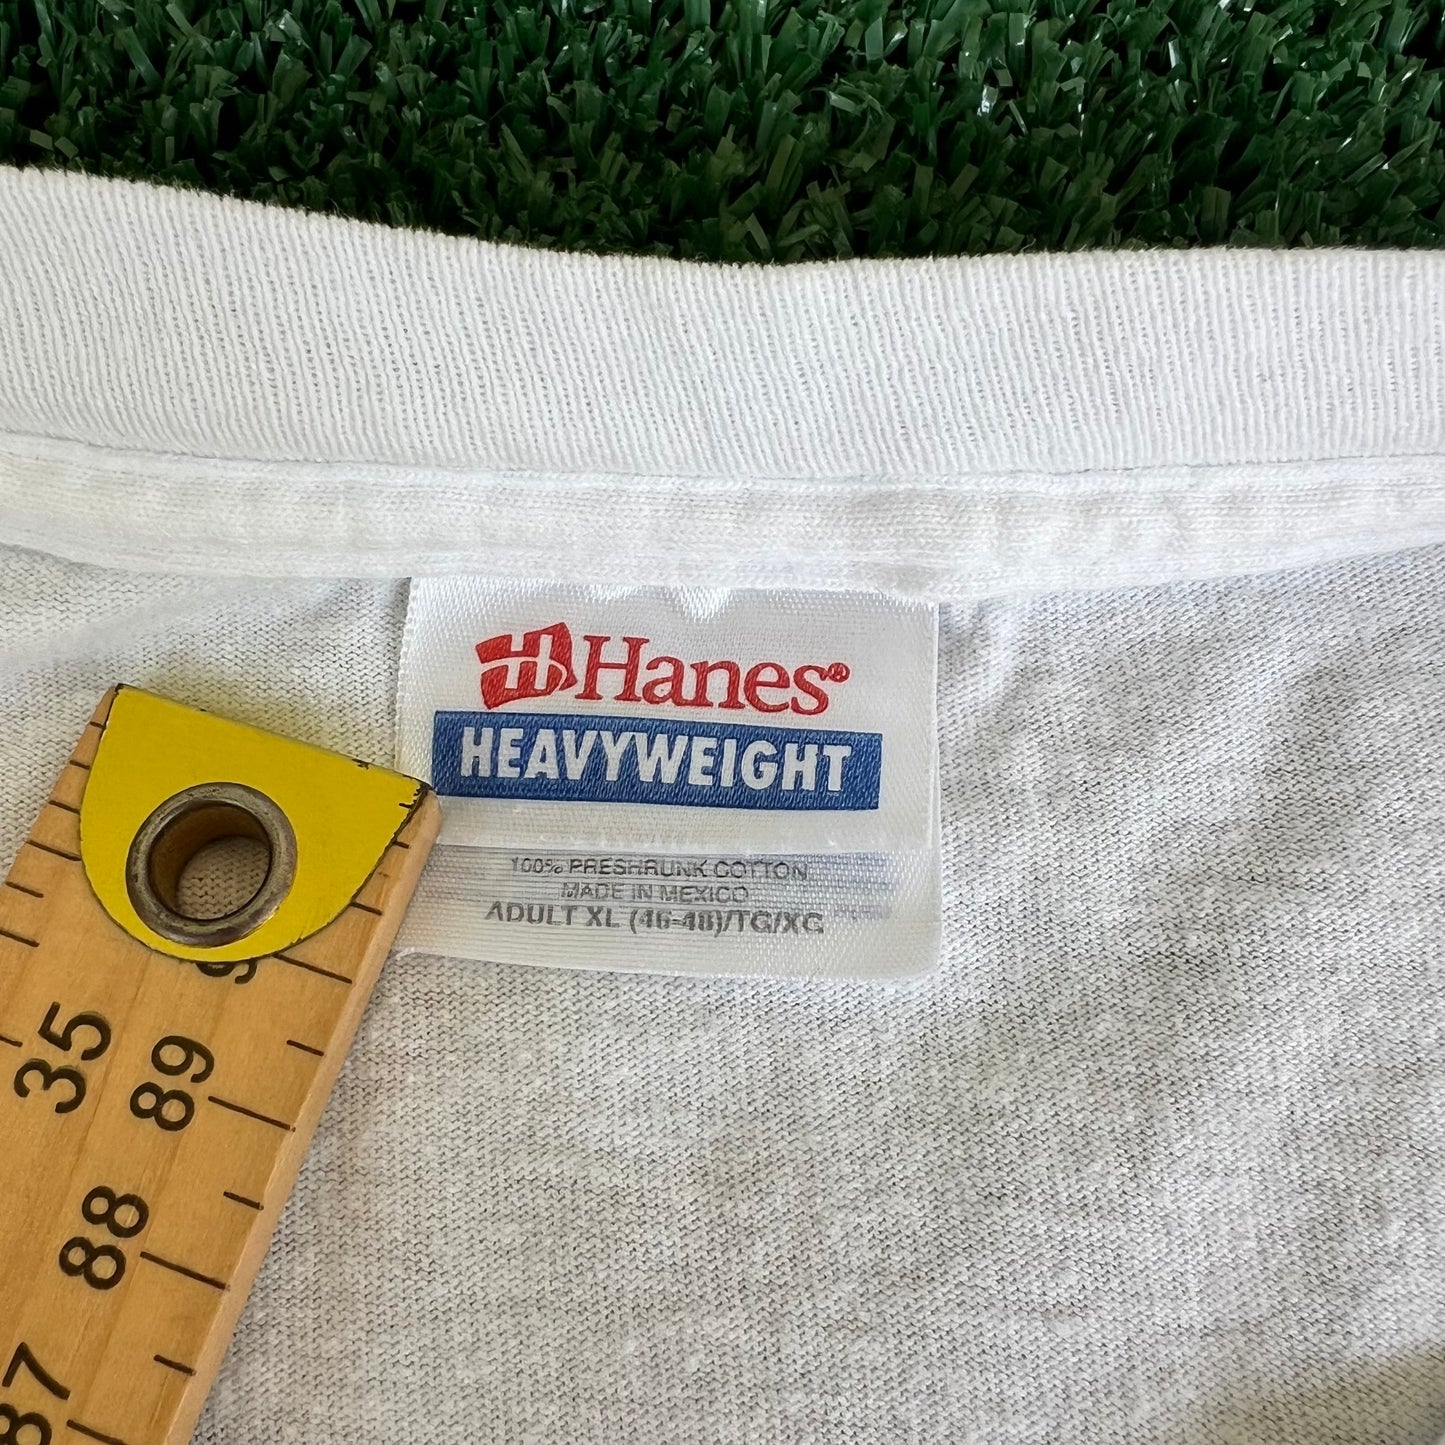 Hanes®
HEAVYWEIGHT
100% PRESHRUNK COTTON
MADE IN MEXICO
ADULT XL (46-48)/TG/XG
35
89
88
87